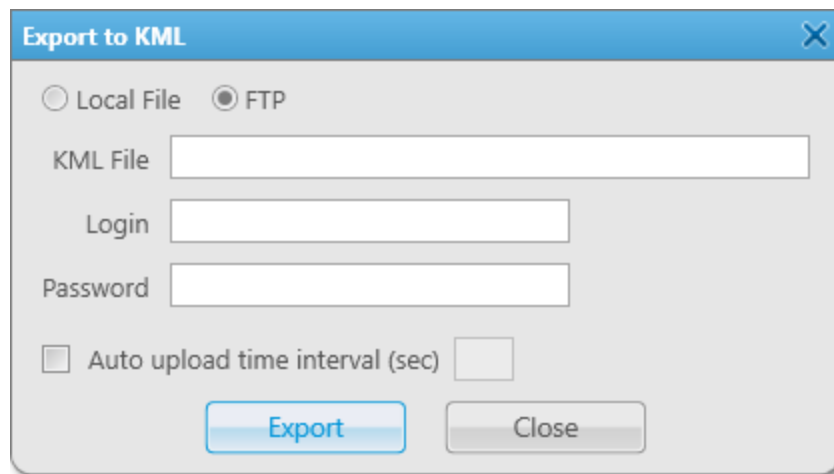 Export to KML
Local File FTP
KML File
Login
Password
Auto upload time interval (sec)
Export Close